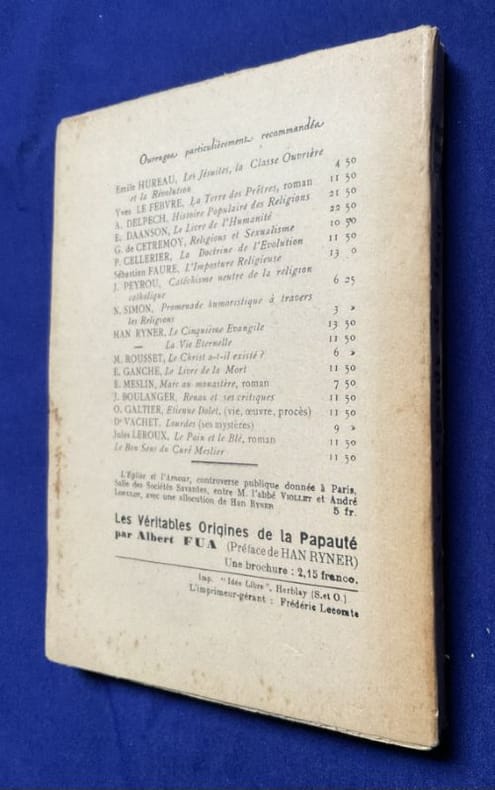 Ouvrages particulièrement recommandés
Emile HUREAU, Les Jésuites, la Classe Ouvrière
et la Révolution 4 50
Yves LE FEBVRE, La Terre des Prêtres, roman 11 50
A. DELPECH, Histoire Populaire des Religions 21 50
E. DAANSON, Le Livre de l'Humanité 22 50
G. de CETREMOY, Religions et Sexualisme 10 50
P. CELLERIER, La Doctrine de l'Evolution 11 50
Sébastien FAURE, L'Imposture Religieuse 13 »
J. PEYROU, Catéchisme neutre de la religion
catholique 6 25
N. SIMON, Promenade humoristique à travers
les Religions 3 »
HAN RYNER, Le Cinquième Evangile 13 50
— La Vie Eternelle 11 50
M. ROUSSET, Le Christ a-t-il existé ? 6 »
E. GANCHE, Le Livre de la Mort 11 50
E. MESLIN, Marc au monastère, roman 7 50
J. BOULANGER, Renan et ses critiques 11 50
O. GALTIER, Etienne Dolet, (vie, œuvre, procès) 11 50
Dr VACHET, Lourdes (ses mystères) 9 »
Jules LEROUX, Le Pain et le Blé, roman 11 50
Le Bon Sens du Curé Meslier 11 50
L'Eglise et l'Amour, controverse publique donnée à Paris,
Salle des Sociétés Savantes, entre M. l'abbé VIOLLET et André
LORULOT, avec une allocution de HAN RYNER 5 fr.
Les Véritables Origines de la Papauté
par Albert FUA (Préface de HAN RYNER)
Une brochure : 2,15 franco.
Imp. "Idée Libre", Herblay (S.et O.)
L'imprimeur-gérant : Frédéric Lecomte